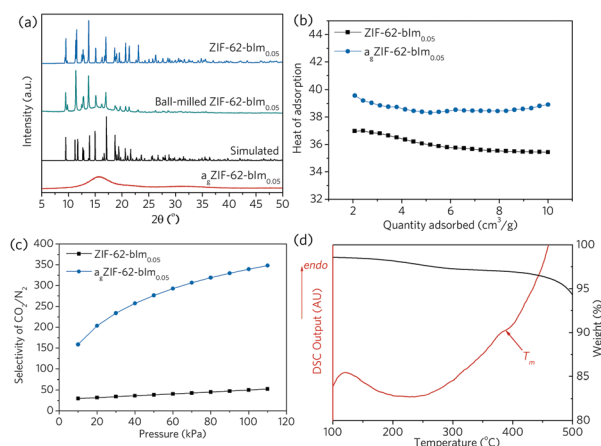 (a)
ZIF-62-bIm0.05
Ball-milled ZIF-62-bIm0.05
Simulated
agZIF-62-bIm0.05
Intensity (a.u.)
5 10 15 20 25 30 35 40 45 50
2θ (°)
(b)
ZIF-62-bIm0.05
agZIF-62-bIm0.05
Heat of adsorption
44
42
40
38
36
34
32
0 2 4 6 8 10
Quantity adsorbed (cm3/g)
(c)
ZIF-62-bIm0.05
agZIF-62-bIm0.05
Selectivity of CO2/N2
400
350
300
250
200
150
100
50
0
0 20 40 60 80 100 120
Pressure (kPa)
(d)
endo
DSC Output (AU)
Tm
Weight (%)
100
95
90
85
80
100 200 300 400 500
Temperature (°C)